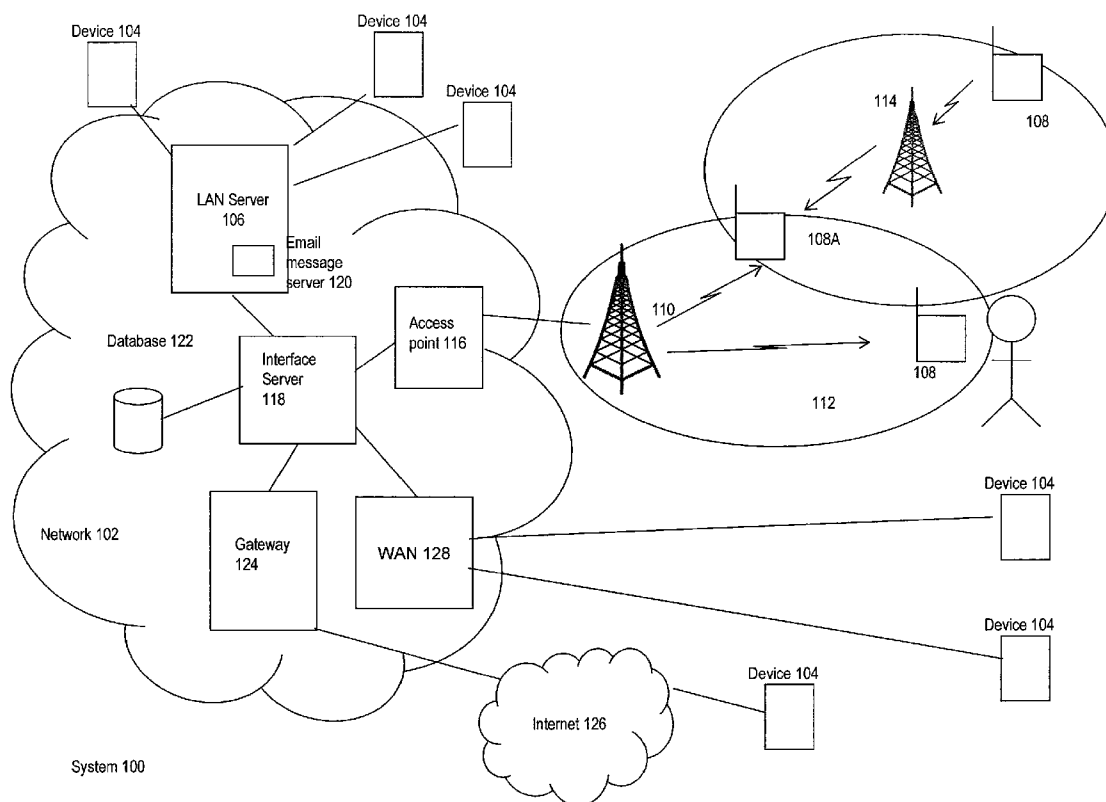 Device 104
Device 104
Device 104
114
108
LAN Server
106
108A
Email
message
server 120
110
Access
point 116
Database 122
Interface
Server
118
108
112
Device 104
Network 102
Gateway
124
WAN 128
Device 104
Device 104
Internet 126
System 100